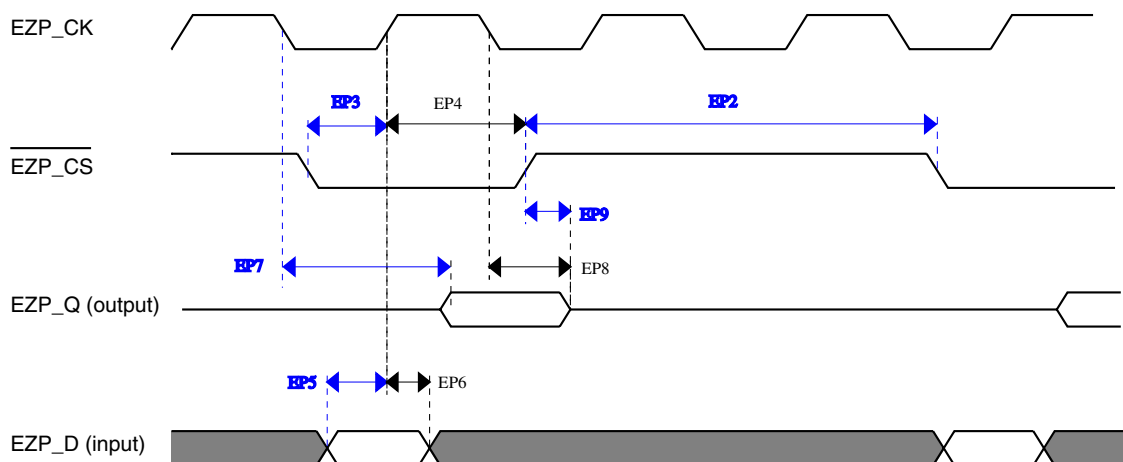 EZP_CK
EP3
EP4
EP2
EZP_CS
EP9
EP7
EP8
EZP_Q (output)
EP5
EP6
EZP_D (input)